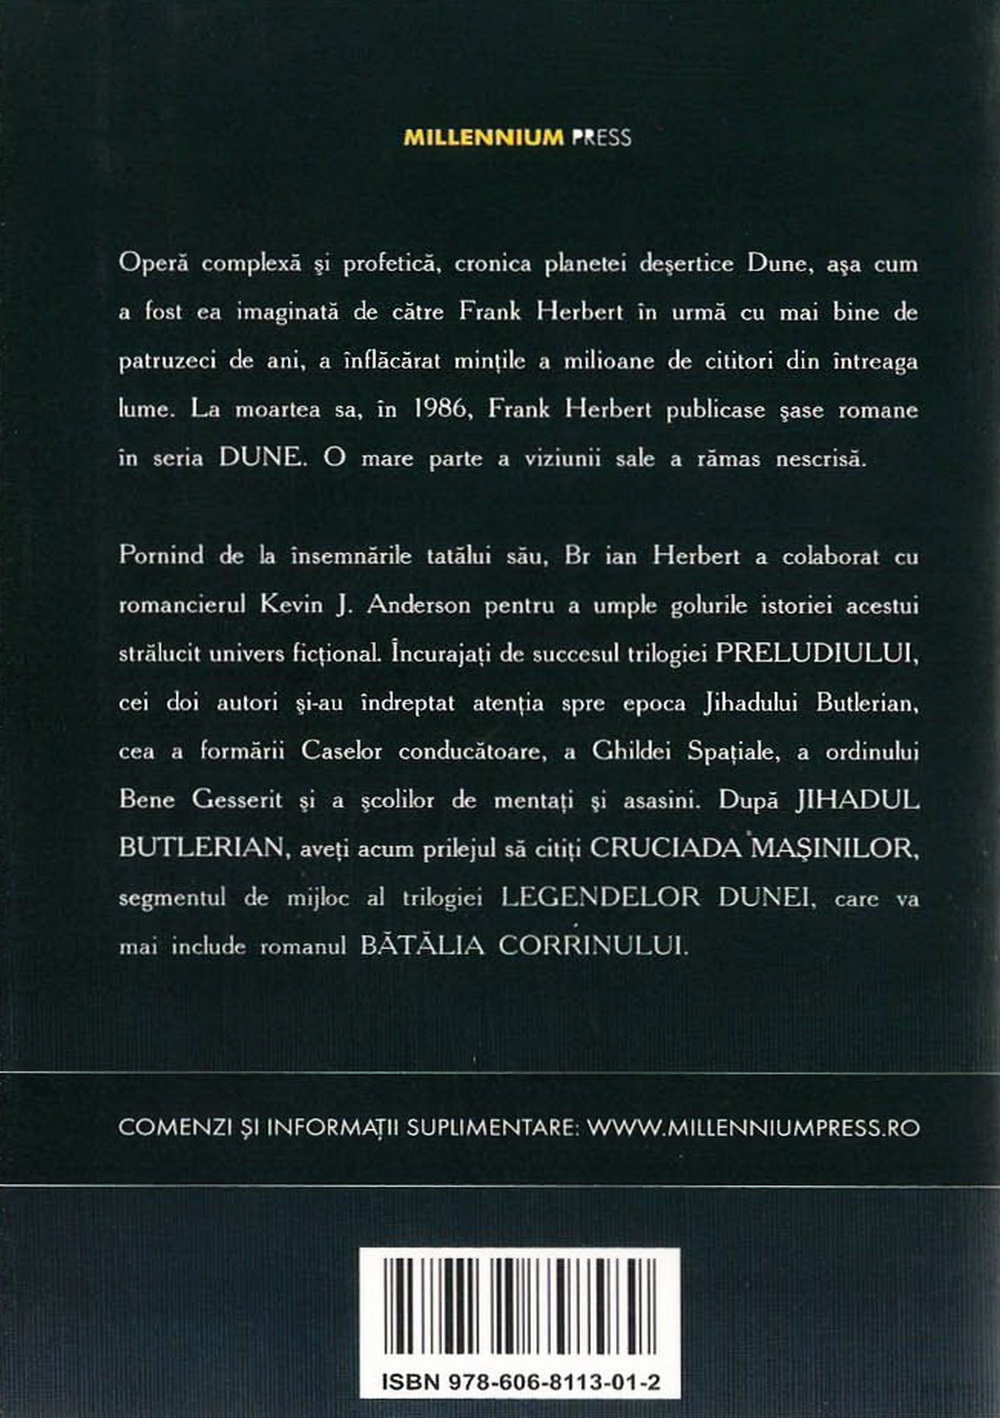 MILLENNIUM PRESS
Operă complexă şi profetică, cronica planetei deşertice Dune, aşa cum
a fost ea imaginată de către Frank Herbert în urmă cu mai bine de
patruzeci de ani, a înflăcărat minţile a milioane de cititori din întreaga
lume. La moartea sa, în 1986, Frank Herbert publicase şase romane
în seria DUNE. O mare parte a viziunii sale a rămas nescrisă.
Pornind de la însemnările tatălui său, Br ian Herbert a colaborat cu
romancierul Kevin J. Anderson pentru a umple golurile istoriei acestui
strălucit univers ficţional. Încurajaţi de succesul trilogiei PRELUDIULUI,
cei doi autori şi-au îndreptat atenţia spre epoca Jihadului Butlerian,
cea a formării Caselor conducătoare, a Ghildei Spaţiale, a ordinului
Bene Gesserit şi a şcolilor de mentaţi şi asasini. După JIHADUL
BUTLERIAN, aveţi acum prilejul să citiţi CRUCIADA MAŞINILOR,
segmentul de mijloc al trilogiei LEGENDELOR DUNEI, care va
mai include romanul BĂTĂLIA CORRINULUI.
COMENZI ŞI INFORMAŢII SUPLIMENTARE: WWW.MILLENNIUMPRESS.RO
ISBN 978-606-8113-01-2